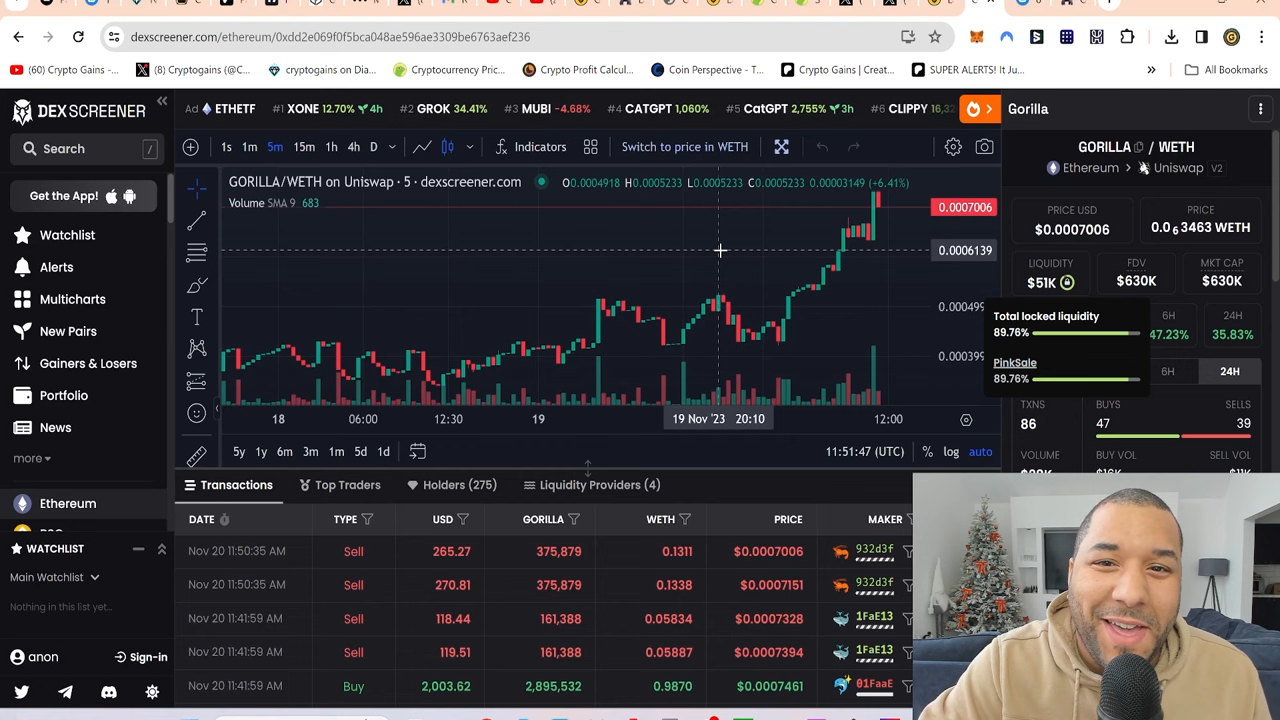 dexscreener.com/ethereum/0xdd2e069f0f5bca048ae596ae3309be6763aef236
(60) Crypto Gains -...
(8) Cryptogains (@C...
cryptogains on Dia...
Cryptocurrency Pric...
Crypto Profit Calcul...
Coin Perspective - T...
Crypto Gains | Creat...
SUPER ALERTS! It Ju...
All Bookmarks
DEX SCREENER
Ad ETHETF #1 XONE 12.70% 4h #2 GROK 34.41% #3 MUBI -4.68% #4 CATGPT 1,060% #5 CatGPT 2,755% 3h #6 CLIPPY 16,32
Gorilla
Search /
1s 1m 5m 15m 1h 4h D Indicators Switch to price in WETH
GORILLA / WETH
Ethereum > Uniswap V2
Get the App!
GORILLA/WETH on Uniswap · 5 · dexscreener.com O0.0004918 H0.0005233 L0.0005233 C0.0005233 0.00003149 (+6.41%)
Volume SMA 9 683
0.0007006
0.0006139
0.000499
0.000399
PRICE USD
$0.0007006
PRICE
0.0₆3463 WETH
LIQUIDITY
$51K
FDV
$630K
MKT CAP
$630K
Total locked liquidity
89.76%
PinkSale
89.76%
6H
47.23%
24H
35.83%
6H
24H
TXNS
86
BUYS
47
SELLS
39
VOLUME
BUY VOL
SELL VOL
Watchlist
Alerts
Multicharts
New Pairs
Gainers & Losers
Portfolio
News
more
Ethereum
WATCHLIST
Main Watchlist
Nothing in this list yet...
anon Sign-in
18 06:00 12:30 19 19 Nov '23 20:10 12:00
5y 1y 6m 3m 1m 5d 1d 11:51:47 (UTC) % log auto
Transactions Top Traders Holders (275) Liquidity Providers (4)
DATE TYPE USD GORILLA WETH PRICE MAKER
Nov 20 11:50:35 AM Sell 265.27 375,879 0.1311 $0.0007006 932d3f
Nov 20 11:50:35 AM Sell 270.81 375,879 0.1338 $0.0007151 932d3f
Nov 20 11:41:59 AM Sell 118.44 161,388 0.05834 $0.0007328 1FaE13
Nov 20 11:41:59 AM Sell 119.51 161,388 0.05887 $0.0007394 1FaE13
Nov 20 11:41:59 AM Buy 2,003.62 2,895,532 0.9870 $0.0007461 01FaaE